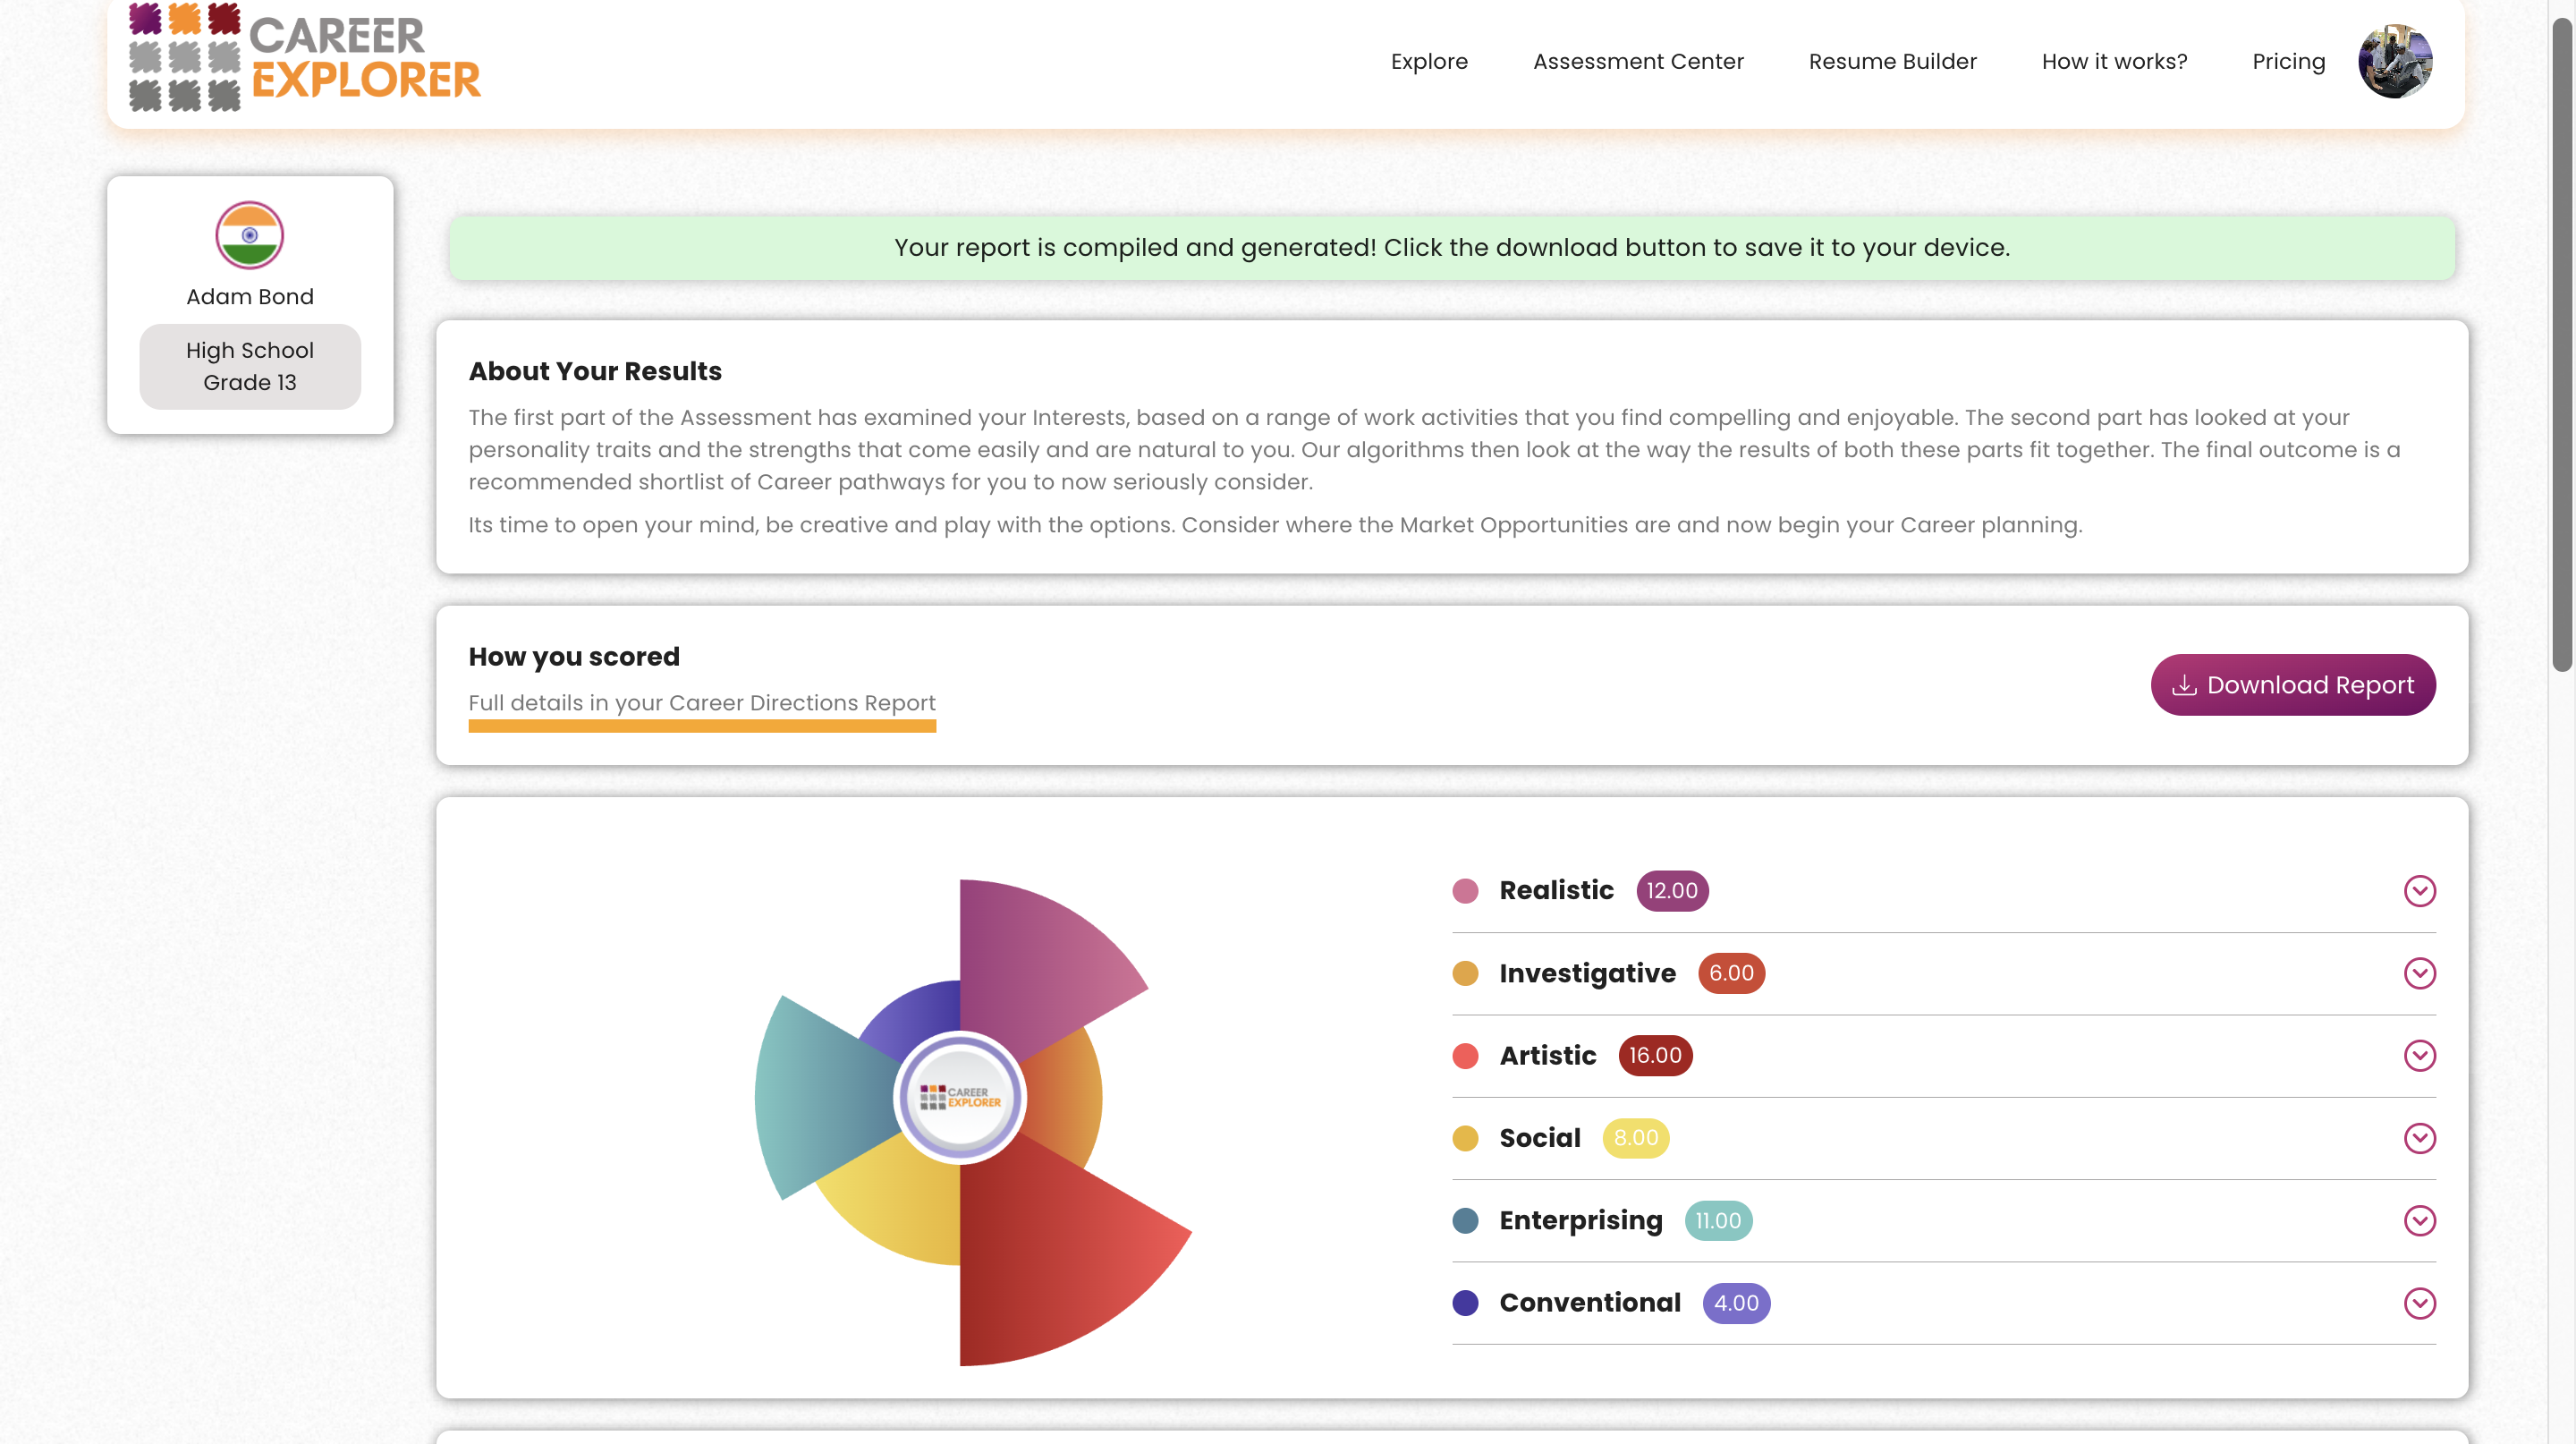 CAREER
EXPLORER
Explore
Assessment Center
Resume Builder
How it works?
Pricing
Adam Bond
High School
Grade 13
Your report is compiled and generated! Click the download button to save it to your device.
About Your Results
The first part of the Assessment has examined your Interests, based on a range of work activities that you find compelling and enjoyable. The second part has looked at your
personality traits and the strengths that come easily and are natural to you. Our algorithms then look at the way the results of both these parts fit together. The final outcome is a
recommended shortlist of Career pathways for you to now seriously consider.
Its time to open your mind, be creative and play with the options. Consider where the Market Opportunities are and now begin your Career planning.
How you scored
Full details in your Career Directions Report
Download Report
CAREER
EXPLORER
Realistic 12.00
Investigative 6.00
Artistic 16.00
Social 8.00
Enterprising 11.00
Conventional 4.00